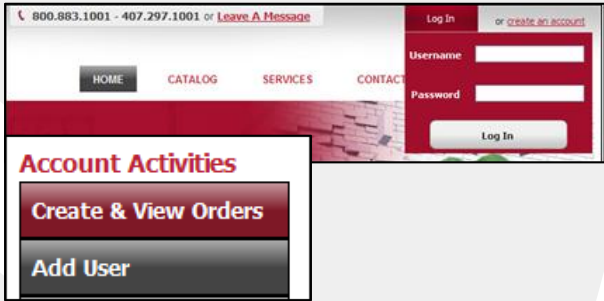 800.883.1001 - 407.297.1001 or Leave A Message
Log In or create an account
HOME CATALOG SERVICES CONTACT
Username
Password
Log In
Account Activities
Create & View Orders
Add User